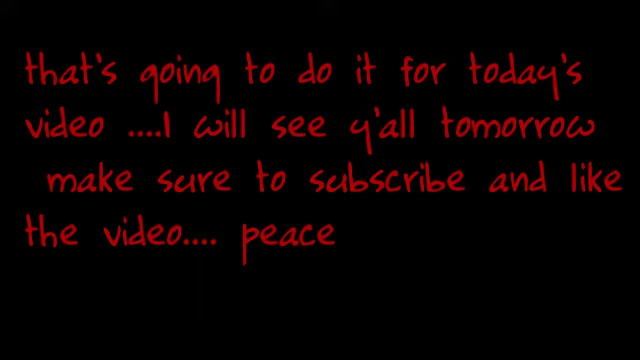 that's going to do it for today's
video ....I will see y'all tomorrow
make sure to subscribe and like
the video.... peace